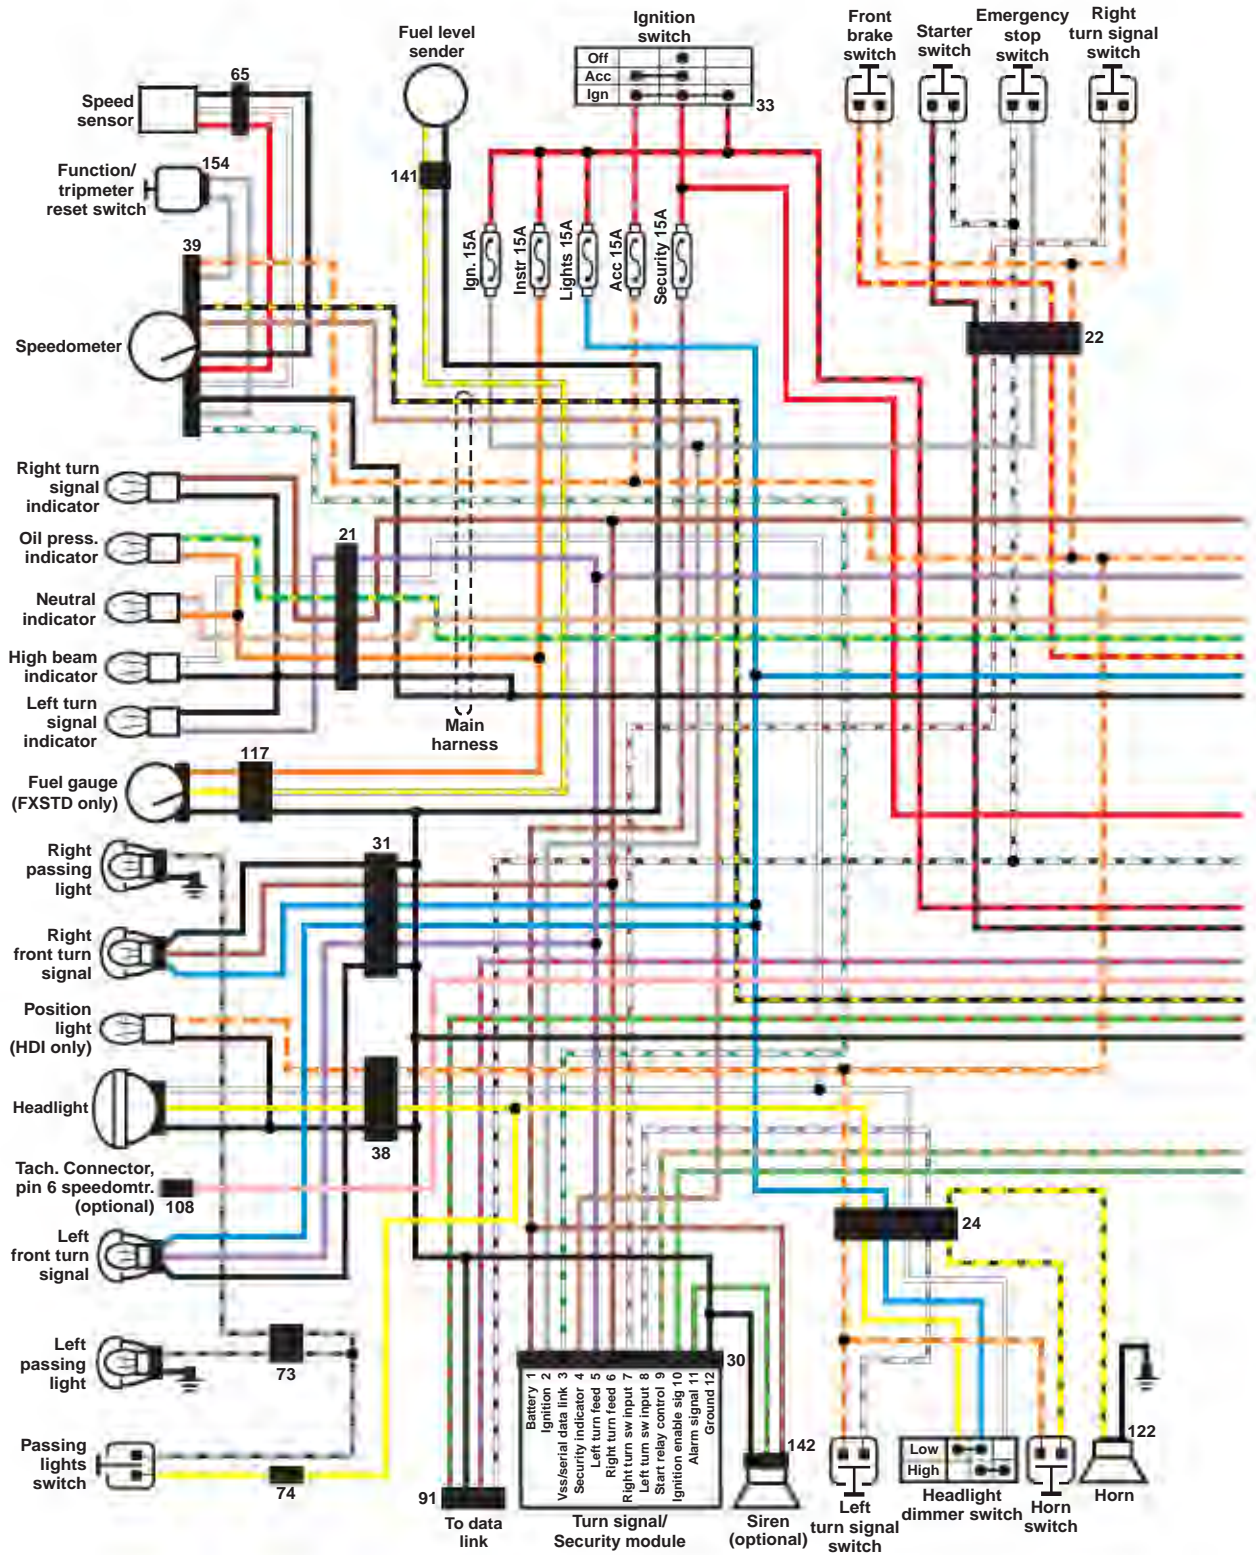 Fuel level
sender
Ignition
switch
Off
Acc
Ign
33
Front
brake
switch
Starter
switch
Emergency
stop
switch
Right
turn signal
switch
65
Speed
sensor
154
Function/
tripmeter
reset switch
141
39
Ign. 15A
Instr 15A
Lights 15A
Acc 15A
Security 15A
Speedometer
22
Right turn
signal
indicator
21
Oil press.
indicator
Neutral
indicator
High beam
indicator
Left turn
signal
indicator
Main
harness
117
Fuel gauge
(FXSTD only)
31
Right
passing
light
Right
front turn
signal
Position
light
(HDI only)
Headlight
38
Tach. Connector,
pin 6 speedomtr.
(optional)
108
24
Left
front turn
signal
Left
passing
light
73
30
Battery 1
Ignition 2
Vss/serial data link 3
Security indicator 4
Left turn feed 5
Right turn feed 6
Right turn sw input 7
Left turn sw input 8
Start relay control 9
Ignition enable sig 10
Alarm signal 11
Ground 12
142
122
Low
High
Passing
lights
switch
74
91
To data
link
Turn signal/
Security module
Siren
(optional)
Left
turn signal
switch
Headlight
dimmer switch
Horn
switch
Horn